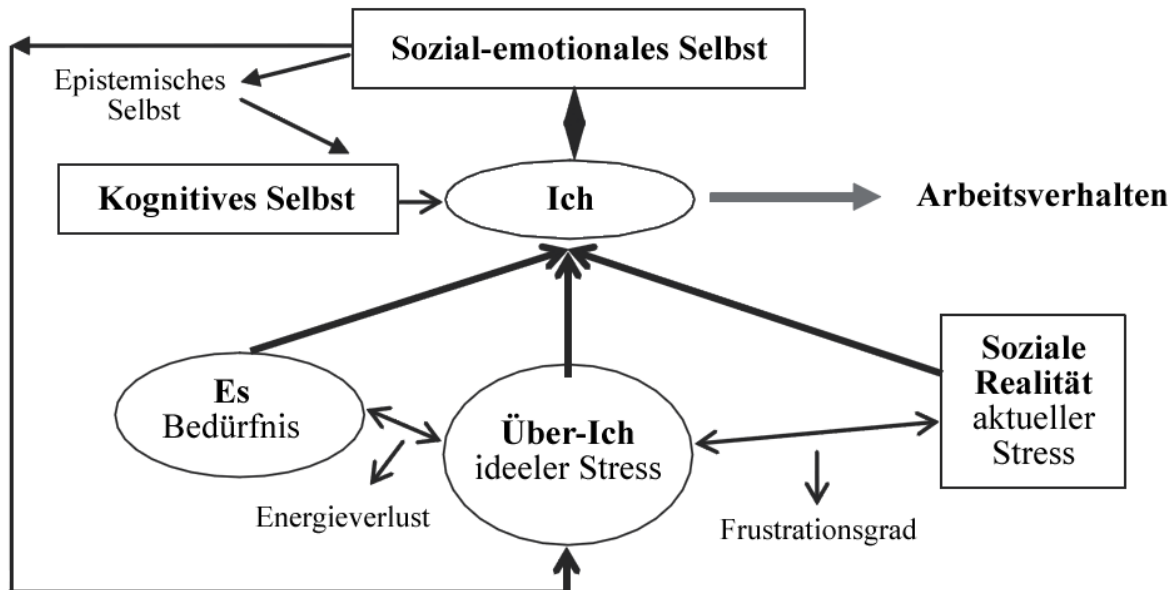 Sozial-emotionales Selbst
Epistemisches
Selbst
Kognitives Selbst
Ich
Arbeitsverhalten
Es
Bedürfnis
Über-Ich
ideeler Stress
Soziale
Realität
aktueller
Stress
Energieverlust
Frustrationsgrad